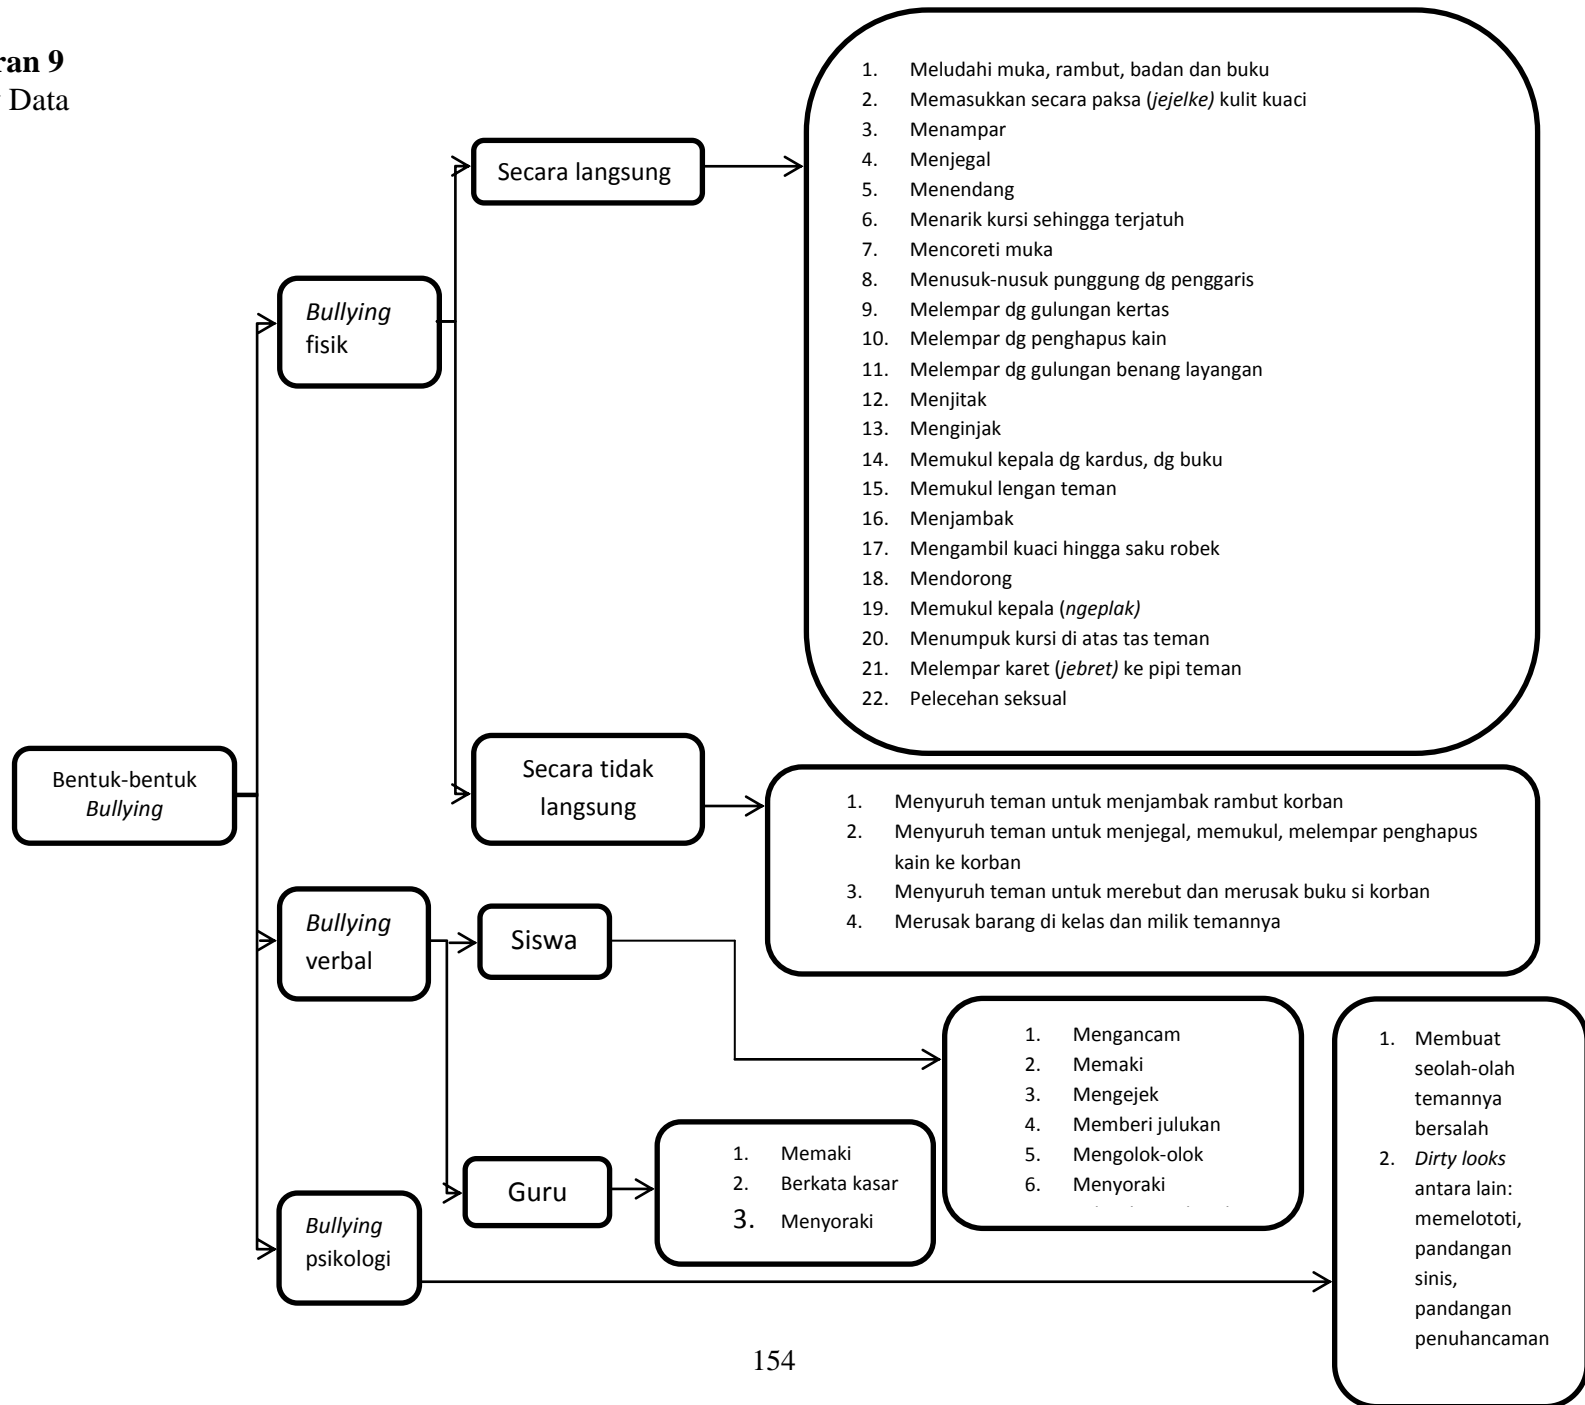 ran 9
Data
1. Meludahi muka, rambut, badan dan buku
2. Memasukkan secara paksa (jejelke) kulit kuaci
3. Menampar
4. Menjegal
5. Menendang
6. Menarik kursi sehingga terjatuh
7. Mencoreti muka
8. Menusuk-nusuk punggung dg penggaris
9. Melempar dg gulungan kertas
10. Melempar dg penghapus kain
11. Melempar dg gulungan benang layangan
12. Menjitak
13. Menginjak
14. Memukul kepala dg kardus, dg buku
15. Memukul lengan teman
16. Menjambak
17. Mengambil kuaci hingga saku robek
18. Mendorong
19. Memukul kepala (ngeplak)
20. Menumpuk kursi di atas tas teman
21. Melempar karet (jebret) ke pipi teman
22. Pelecehan seksual
Secara langsung
Bullying
fisik
Secara tidak
langsung
Bentuk-bentuk
Bullying
1. Menyuruh teman untuk menjambak rambut korban
2. Menyuruh teman untuk menjegal, memukul, melempar penghapus
kain ke korban
3. Menyuruh teman untuk merebut dan merusak buku si korban
4. Merusak barang di kelas dan milik temannya
Bullying
verbal
Siswa
1. Mengancam
2. Memaki
3. Mengejek
4. Memberi julukan
5. Mengolok-olok
6. Menyoraki
Guru
1. Memaki
2. Berkata kasar
3. Menyoraki
Bullying
psikologi
1. Membuat
seolah-olah
temannya
bersalah
2. Dirty looks
antara lain:
memelototi,
pandangan
sinis,
pandangan
penuhancaman
154